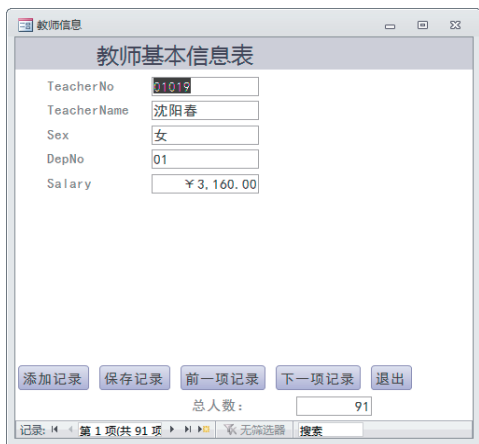 教师信息
教师基本信息表
TeacherNo 01019
TeacherName 沈阳春
Sex 女
DepNo 01
Salary ￥3,160.00
添加记录 保存记录 前一项记录 下一项记录 退出
总人数： 91
记录: 第 1 项(共 91 项 无筛选器 搜索